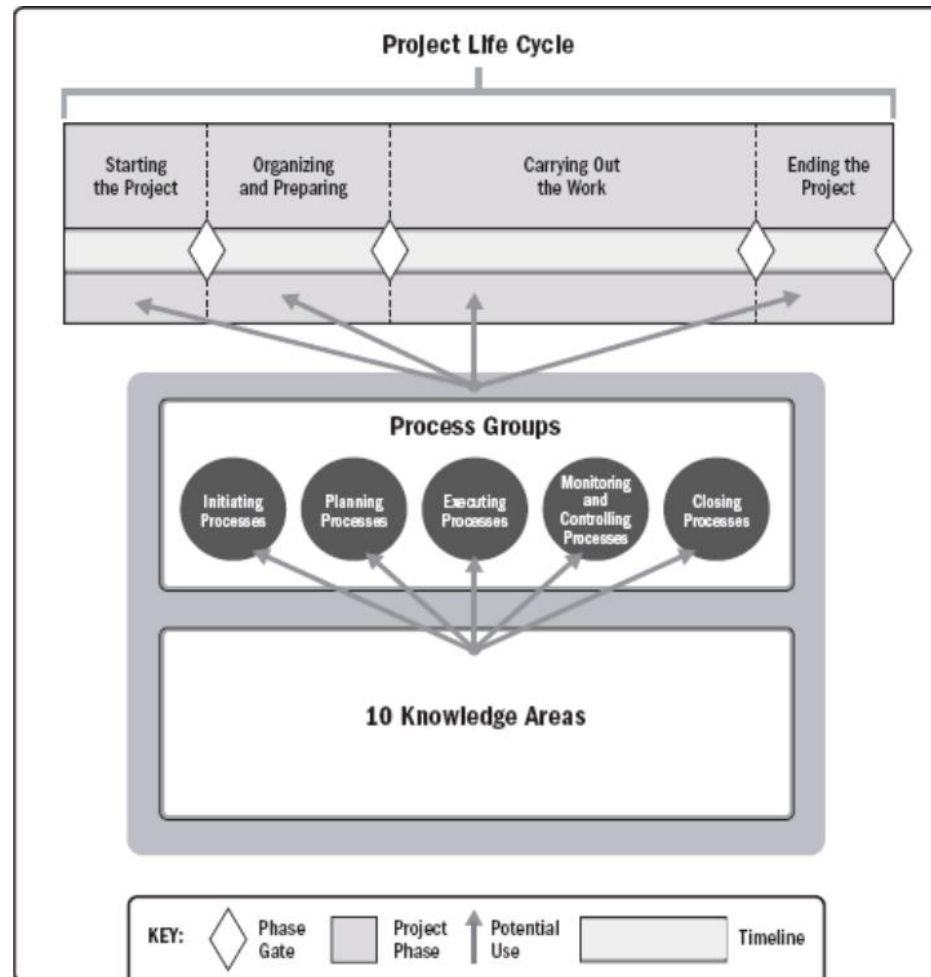 Project Life Cycle
Starting
the Project
Organizing
and Preparing
Carrying Out
the Work
Ending the
Project
Process Groups
Initiating
Processes
Planning
Processes
Executing
Processes
Monitoring
and
Controlling
Processes
Closing
Processes
10 Knowledge Areas
KEY:
Phase
Gate
Project
Phase
Potential
Use
Timeline